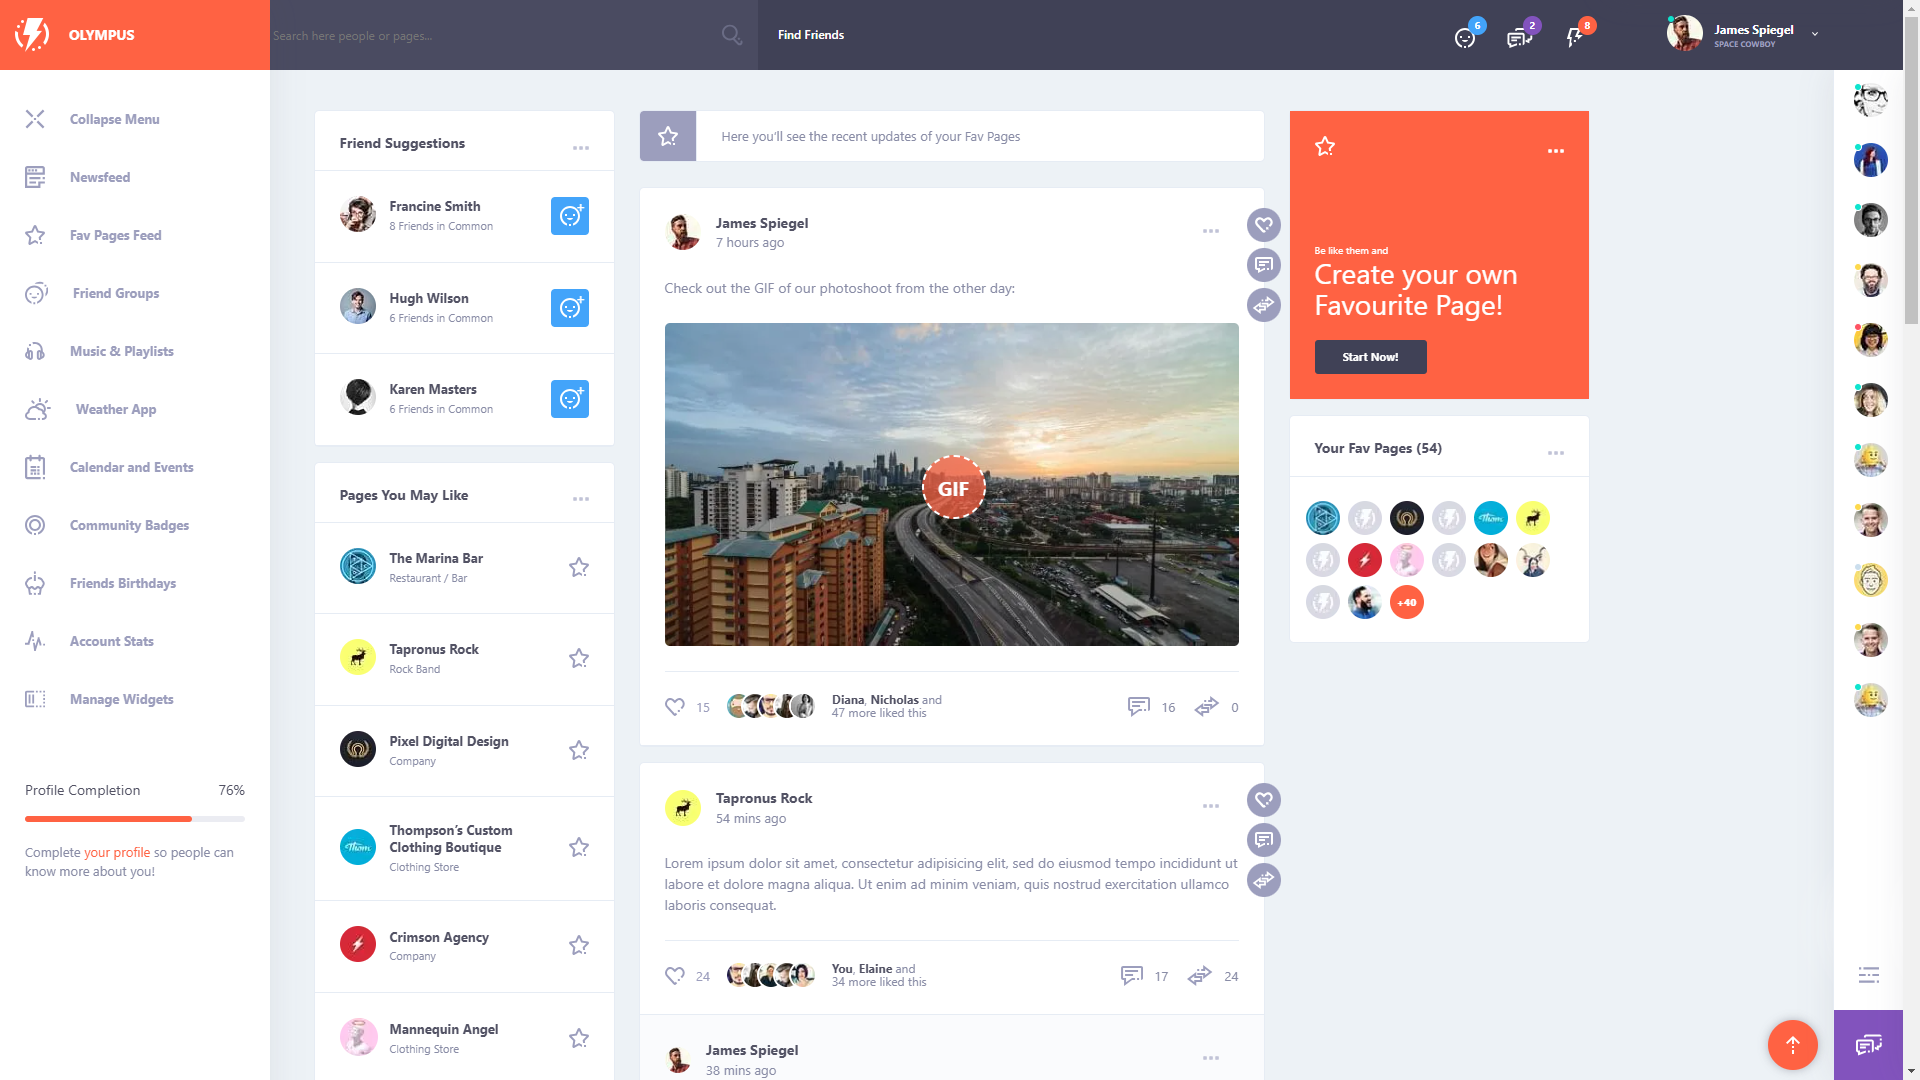 OLYMPUS
Search here people or pages...
Find Friends
6
2
8
James Spiegel
SPACE COWBOY
Collapse Menu
Newsfeed
Fav Pages Feed
Friend Groups
Music & Playlists
Weather App
Calendar and Events
Community Badges
Friends Birthdays
Account Stats
Manage Widgets
Profile Completion 76%
Complete your profile so people can
know more about you!
Friend Suggestions
Francine Smith
8 Friends in Common
Hugh Wilson
6 Friends in Common
Karen Masters
6 Friends in Common
Pages You May Like
The Marina Bar
Restaurant / Bar
Tapronus Rock
Rock Band
Pixel Digital Design
Company
Thom
Thompson's Custom
Clothing Boutique
Clothing Store
Crimson Agency
Company
Mannequin Angel
Clothing Store
Here you'll see the recent updates of your Fav Pages
James Spiegel
7 hours ago
Check out the GIF of our photoshoot from the other day:
GIF
15
Diana, Nicholas and
47 more liked this
16
0
Tapronus Rock
54 mins ago
Lorem ipsum dolor sit amet, consectetur adipisicing elit, sed do eiusmod tempo incididunt ut
labore et dolore magna aliqua. Ut enim ad minim veniam, quis nostrud exercitation ullamco
laboris consequat.
24
You, Elaine and
34 more liked this
17
24
James Spiegel
38 mins ago
Be like them and
Create your own
Favourite Page!
Start Now!
Your Fav Pages (54)
Thom
+40